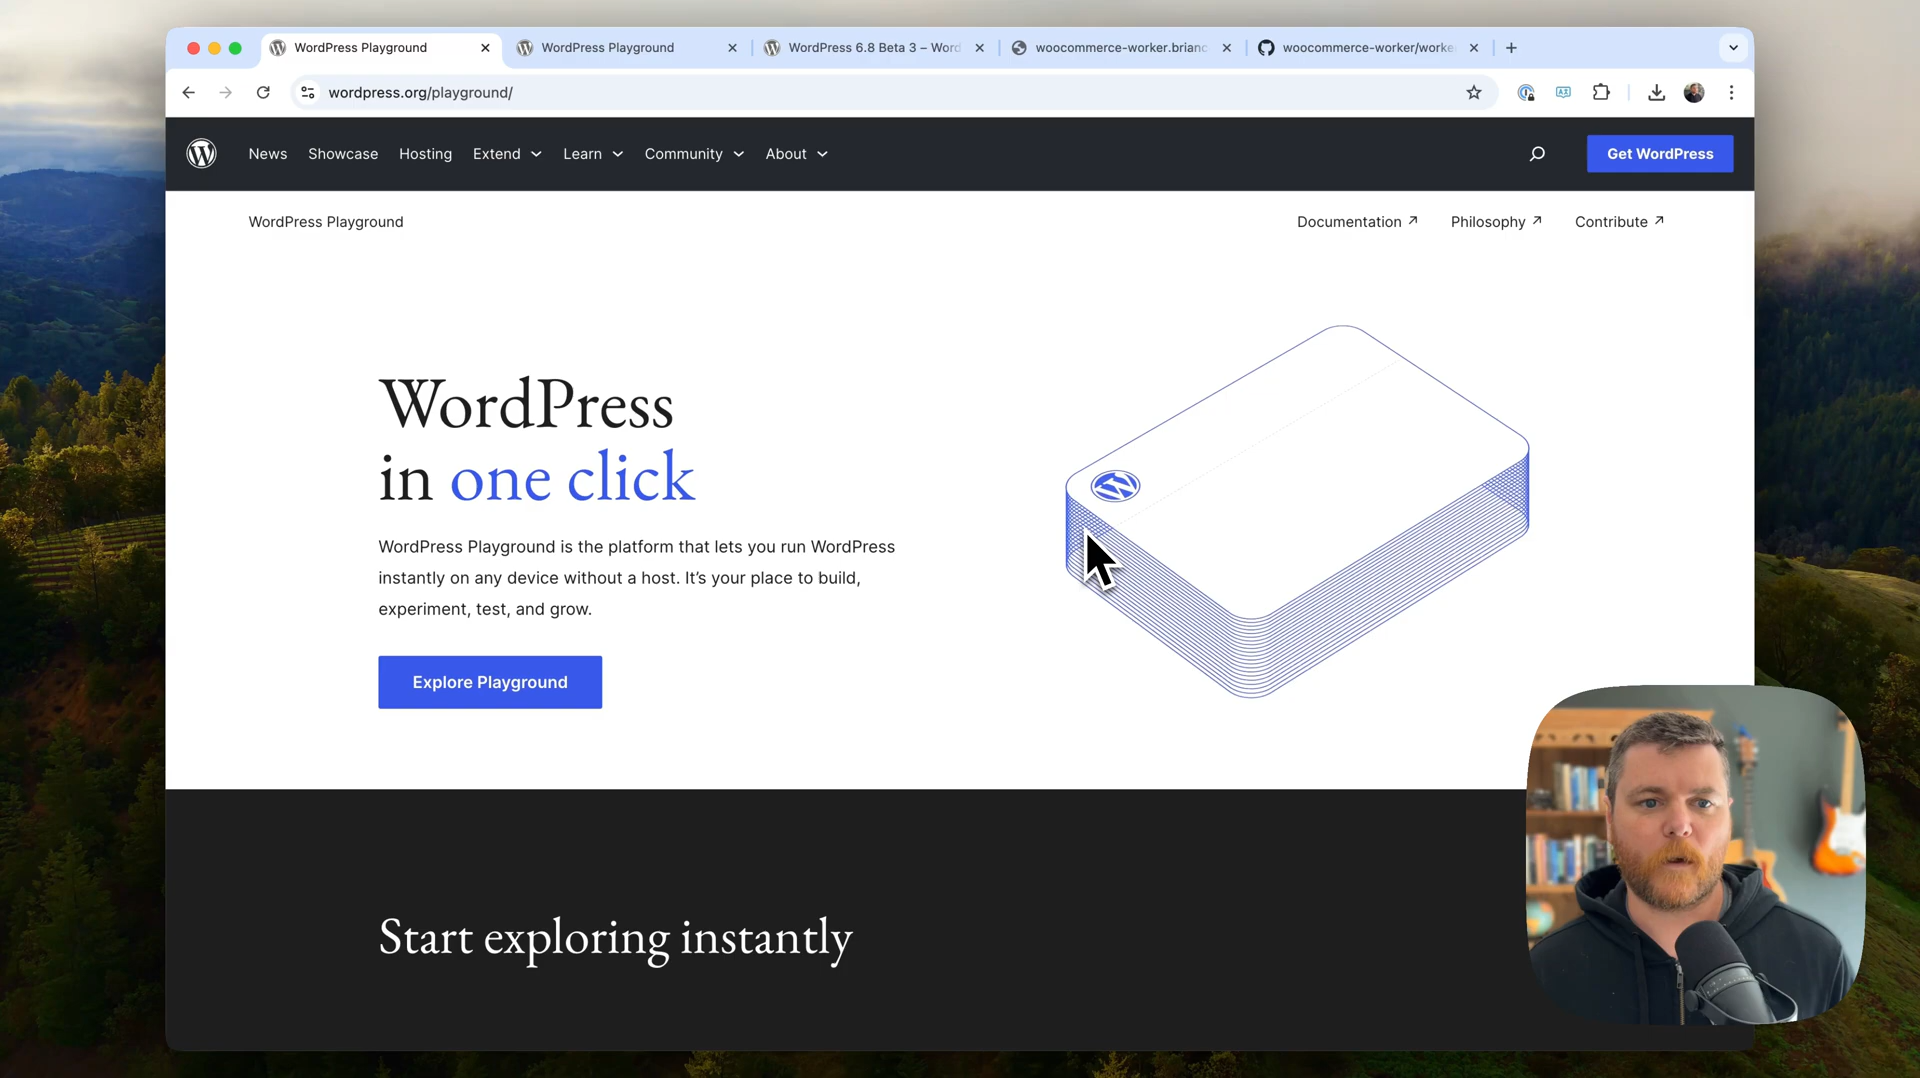 WordPress Playground
WordPress Playground
WordPress 6.8 Beta 3 – Word
woocommerce-worker.brianc
woocommerce-worker/worke
wordpress.org/playground/
News
Showcase
Hosting
Extend
Learn
Community
About
Get WordPress
WordPress Playground
Documentation ↗
Philosophy ↗
Contribute ↗
WordPress
in one click
WordPress Playground is the platform that lets you run WordPress
instantly on any device without a host. It’s your place to build,
experiment, test, and grow.
Explore Playground
Start exploring instantly